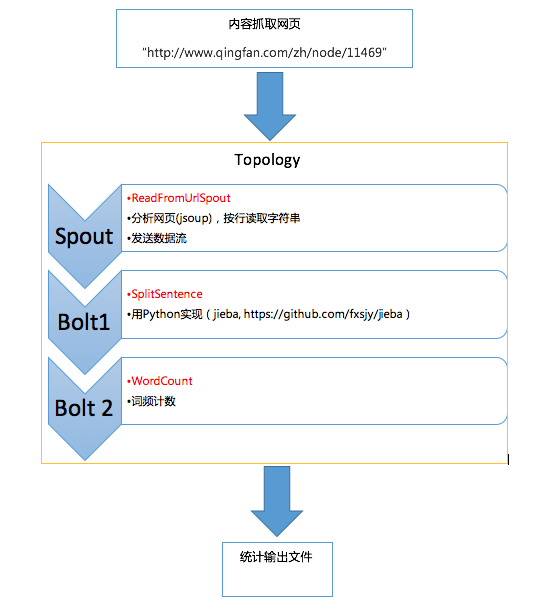 内容抓取网页
"http://www.qingfan.com/zh/node/11469"
Topology
Spout
•ReadFromUrlSpout
•分析网页(jsoup)，按行读取字符串
•发送数据流
Bolt1
•SplitSentence
•用Python实现（jieba, https://github.com/fxsjy/jieba）
Bolt 2
•WordCount
•词频计数
统计输出文件